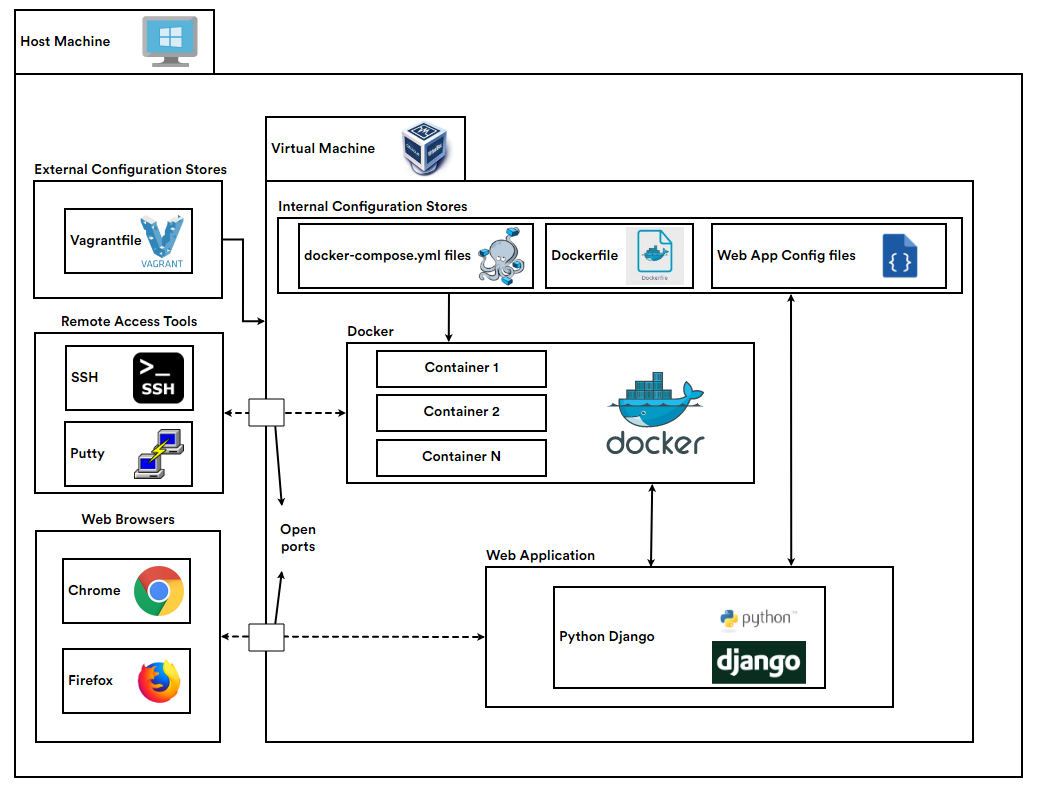 Host Machine
Virtual Machine
External Configuration Stores
Vagrantfile
VAGRANT
Internal Configuration Stores
docker-compose.yml files
Dockerfile
Dockerfile
Web App Config files
{ }
Remote Access Tools
SSH
>_
SSH
Putty
Docker
Container 1
Container 2
Container N
docker
Open
ports
Web Browsers
Chrome
Firefox
Web Application
Python Django
python
django